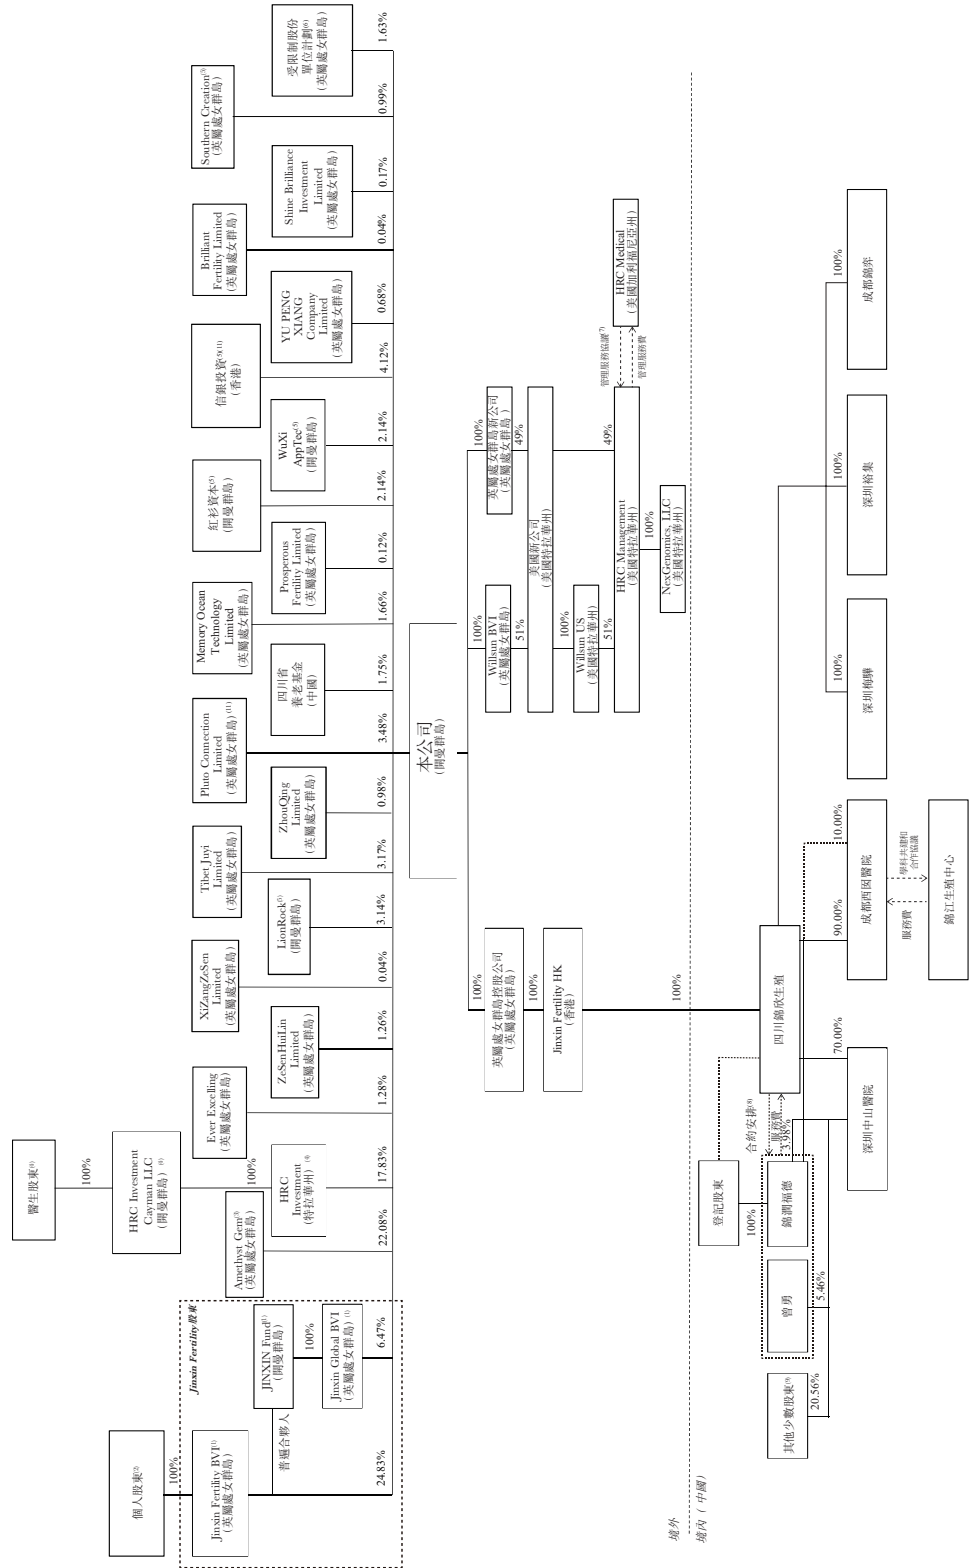 醫生股東⁽⁴⁾
100%
個人股東⁽²⁾
100%
HRC Investment
Cayman LLC
(開曼群島)⁽⁴⁾
100%
Jinxin Fertility股東
Jinxin Fertility BVI⁽¹⁾
(英屬處女群島)
普通合夥人
JINXIN Fund⁽¹⁾
(開曼群島)
100%
Jinxin Global BVI
(英屬處女群島)⁽¹⁾
Amethyst Gem⁽³⁾
(英屬處女群島)
HRC
Investment
(特拉華州)⁽⁴⁾
Ever Excelling
(英屬處女群島)
ZeSenHuiLin
Limited
(英屬處女群島)
XiZangZeSen
Limited
(英屬處女群島)
LionRock⁽⁵⁾
(開曼群島)
Tibet Juyi
Limited
(英屬處女群島)
ZhouQing
Limited
(英屬處女群島)
Pluto Connection
Limited
(英屬處女群島)⁽¹¹⁾
四川省
養老基金
(中國)
Memory Ocean
Technology
Limited
(英屬處女群島)
Prosperous
Fertility Limited
(英屬處女群島)
紅杉資本⁽⁵⁾
(開曼群島)
WuXi
AppTec⁽⁵⁾
(開曼群島)
信銀投資⁽⁵⁾⁽¹¹⁾
(香港)
YU PENG
XIANG
Company
Limited
(英屬處女群島)
Brilliant
Fertility Limited
(英屬處女群島)
Shine Brilliance
Investment
Limited
(英屬處女群島)
Southern Creation⁽⁵⁾
(英屬處女群島)
受限制股份
單位計劃⁽⁶⁾
(英屬處女群島)
24.83%
6.47%
22.08%
17.83%
1.28%
1.26%
0.04%
3.14%
3.17%
0.98%
3.48%
1.75%
1.66%
0.12%
2.14%
2.14%
4.12%
0.68%
0.04%
0.17%
0.99%
1.63%
本公司
(開曼群島)
100%
100%
100%
英屬處女群島控股公司
(英屬處女群島)
Willsun BVI
(英屬處女群島)
英屬處女群島新公司
(英屬處女群島)
100%
51%
49%
Jinxin Fertility HK
(香港)
美國新公司
(美國特拉華州)
100%
Willsun US
(美國特拉華州)
51%
49%
管理服務協議⁽⁷⁾
管理服務費
HRC Management
(美國特拉華州)
HRC Medical
(美國加利福尼亞州)
100%
NexGenomics, LLC
(美國特拉華州)
100%
境外
境內(中國)
登記股東
100%
合約安排⁽⁸⁾
服務費
3.98%
其他少數股東⁽⁹⁾
曾勇
錦潤福德
四川錦欣生殖
20.56%
5.46%
70.00%
90.00%
10.00%
100%
100%
100%
深圳中山醫院
成都西囡醫院
深圳梅驊
深圳裕集
成都錦弈
服務費
學科共建和
合作協議
錦江生殖中心